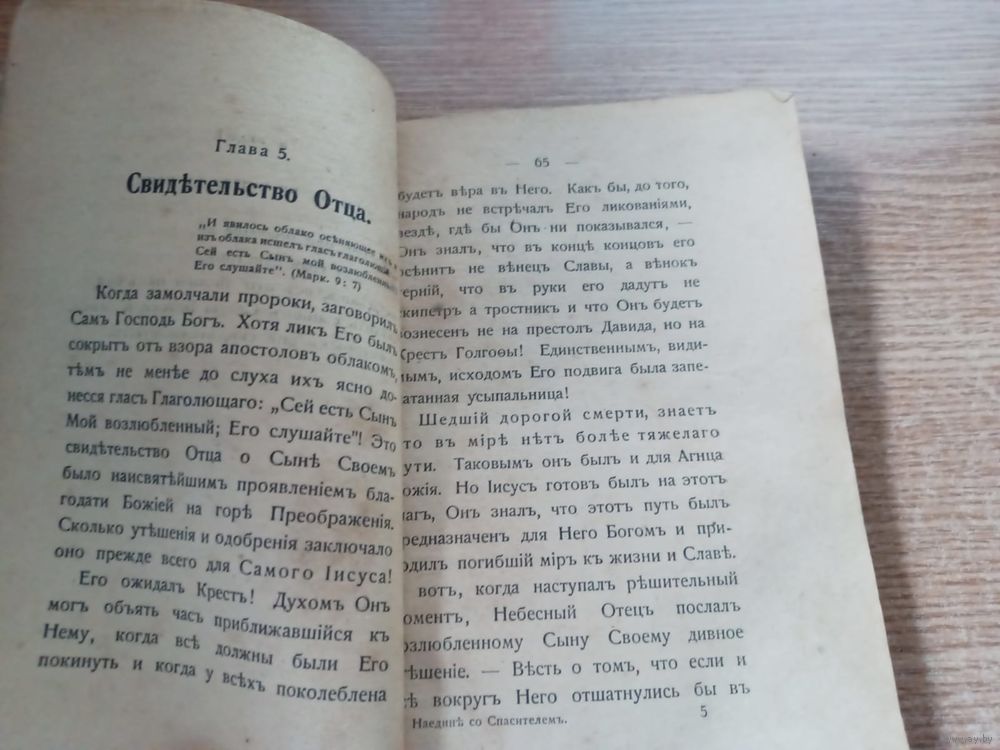 Глава 5.
Свидѣтельство Отца.
„И явилось облако осѣняющее ихъ и
изъ облака исшелъ гласъ глаголющій
Сей есть Сынъ мой возлюбленный
Его слушайте". (Марк. 9 : 7)
Когда замолчали пророки, заговорилъ
Самъ Господь Богъ. Хотя ликъ Его былъ
сокрытъ отъ взора апостоловъ облакомъ,
тѣмъ не менѣе до слуха ихъ ясно до-
несся гласъ Глаголющаго: „Сей есть Сынъ
Мой возлюбленный; Его слушайте"! Это
свидѣтельство Отца о Сынѣ Своемъ
было наисвятѣйшимъ проявленіемъ бла-
годати Божіей на горѣ Преображенія.
Сколько утѣшенія и одобренія заключало
оно прежде всего для Самого Іисуса!
Его ожидалъ Крестъ! Духомъ Онъ
могъ объять часъ приближавшійся къ
Нему, когда всѣ должны были Его
покинуть и когда у всѣхъ поколеблена
— 65 —
будетъ вѣра въ Него. Какъ бы, до того,
народъ не встрѣчалъ Его ликованіями,
вездѣ, гдѣ бы Онъ ни показывался, —
Онъ зналъ, что въ концѣ концовъ его
осѣнитъ не вѣнецъ Славы, а вѣнок
терній, что въ руки его дадутъ не
скипетръ а тростникъ и что Онъ будетъ
вознесенъ не на престолъ Давида, но на
Крестъ Голгоѳы! Единственнымъ, види-
мымъ, исходомъ Его подвига была запе-
чатанная усыпальница!
Шедшій дорогой смерти, знаетъ
что въ мірѣ нѣтъ болѣе тяжелаго
пути. Таковымъ онъ былъ и для Агнца
Божія. Но Іисусъ готовъ былъ на этотъ
шагъ, Онъ зналъ, что этотъ путь былъ
предназначенъ для Него Богомъ и при-
водилъ погибшій міръ къ жизни и Славѣ.
И вотъ, когда наступалъ рѣшительный
моментъ, Небесный Отецъ послалъ
возлюбленному Сыну Своему дивное
утѣшеніе. — Вѣсть о томъ, что если и
всѣ вокругъ Него отшатнулись бы въ
Наединѣ со Спасителемъ. 5